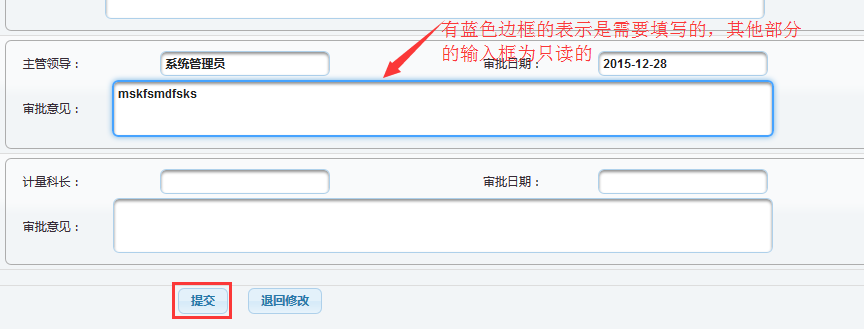 有蓝色边框的表示是需要填写的，其他部分
的输入框为只读的
主管领导： 系统管理员 审批日期： 2015-12-28
审批意见： mskfsmdfsks
计量科长： 审批日期：
审批意见：
提交 退回修改